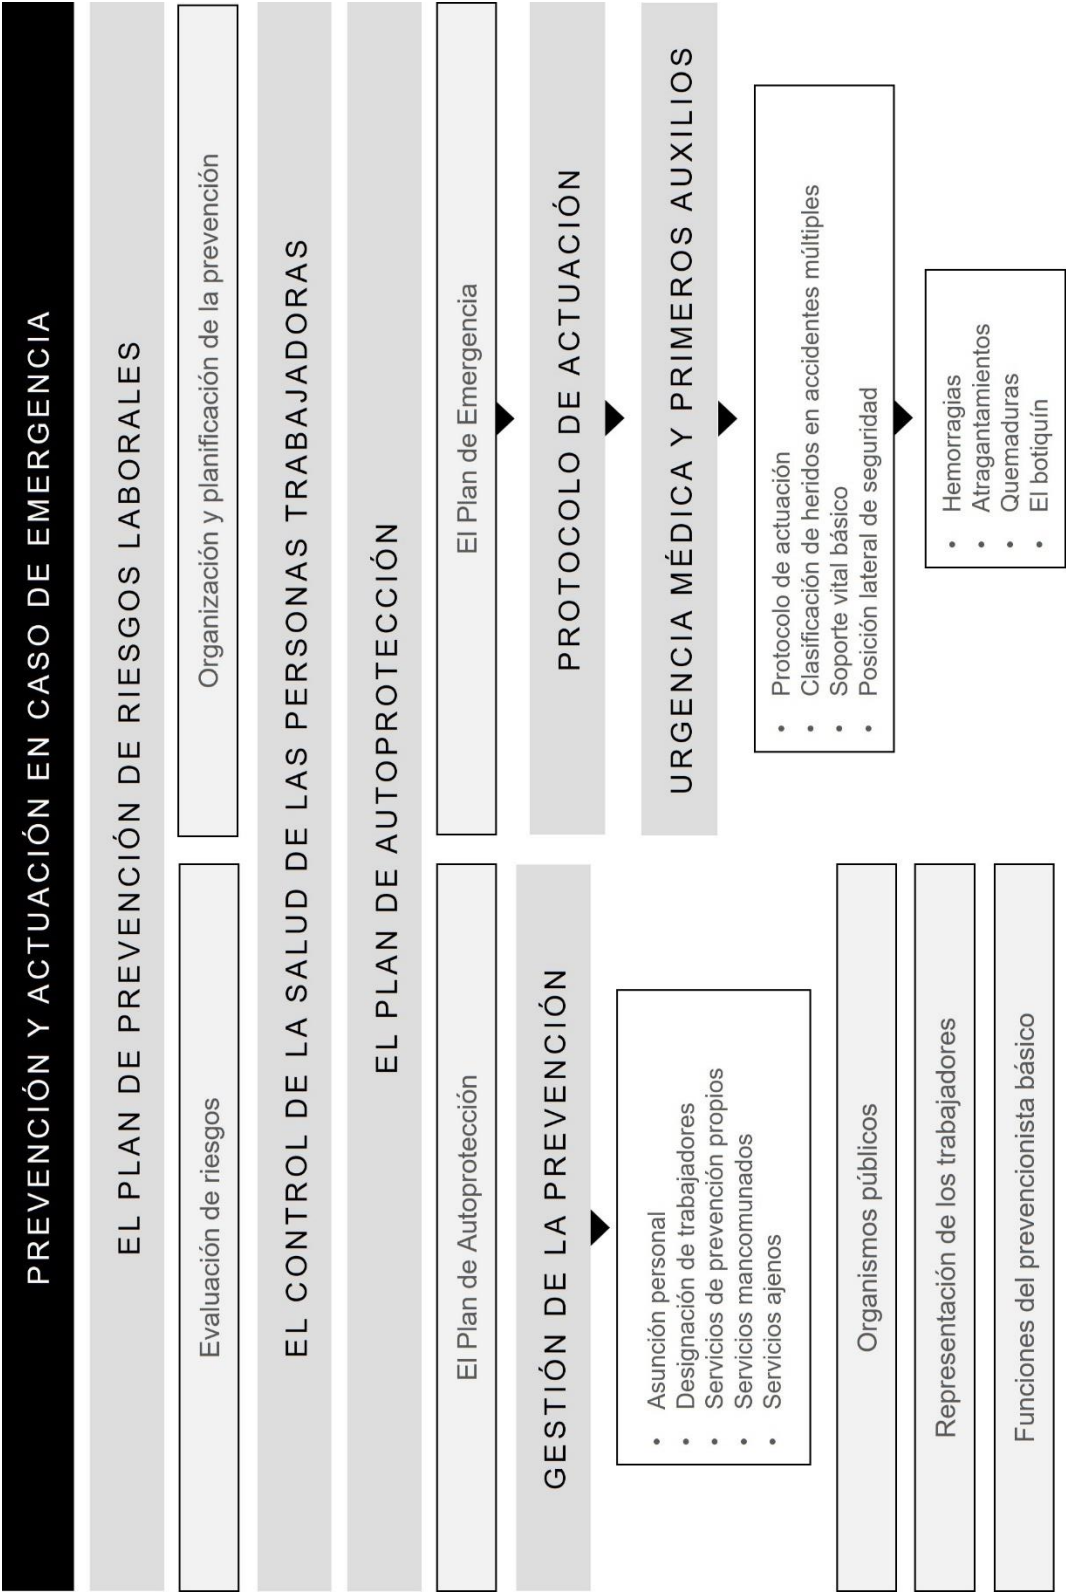 PREVENCIÓN Y ACTUACIÓN EN CASO DE EMERGENCIA
EL PLAN DE PREVENCIÓN DE RIESGOS LABORALES
Evaluación de riesgos
Organización y planificación de la prevención
EL CONTROL DE LA SALUD DE LAS PERSONAS TRABAJADORAS
EL PLAN DE AUTOPROTECCIÓN
El Plan de Autoprotección
El Plan de Emergencia
GESTIÓN DE LA PREVENCIÓN
• Asunción personal
• Designación de trabajadores
• Servicios de prevención propios
• Servicios mancomunados
• Servicios ajenos
Organismos públicos
Representación de los trabajadores
Funciones del prevencionista básico
PROTOCOLO DE ACTUACIÓN
URGENCIA MÉDICA Y PRIMEROS AUXILIOS
• Protocolo de actuación
• Clasificación de heridos en accidentes múltiples
• Soporte vital básico
• Posición lateral de seguridad
• Hemorragias
• Atragantamientos
• Quemaduras
• El botiquín